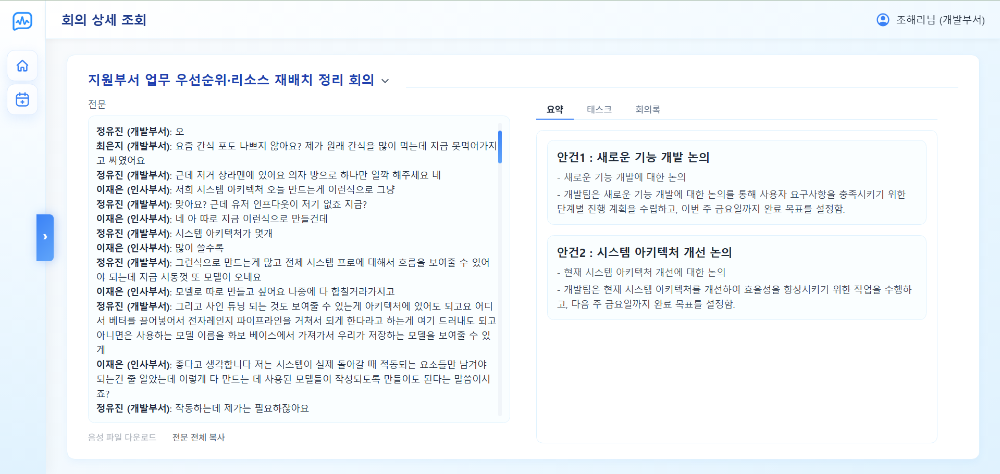 회의 상세 조회
조해리님 (개발부서)
지원부서 업무 우선순위·리소스 재배치 정리 회의
전문
정유진 (개발부서): 오
최은지 (개발부서): 요즘 간식 포도 나쁘지 않아요? 제가 원래 간식을 많이 먹는데 지금 못먹어가지
고 싸였어요
정유진 (개발부서): 근데 저거 상라맨에 있어요 의자 방으로 하나만 일깍 해주세요 네
이재은 (인사부서): 저희 시스템 아키텍처 오늘 만드는게 이런식으로 그냥
정유진 (개발부서): 맞아요? 근데 유저 인프다웃이 저기 없죠 지금?
이재은 (인사부서): 네 아 따로 지금 이런식으로 만들건데
정유진 (개발부서): 시스템 아키텍처가 몇개
이재은 (인사부서): 많이 쓸수록
정유진 (개발부서): 그런식으로 만드는게 많고 전체 시스템 프로에 대해서 흐름을 보여줄 수 있어
야 되는데 지금 시동껏 또 모델이 오네요
이재은 (인사부서): 모델로 따로 만들고 싶어요 나중에 다 합칠거라가지고
정유진 (개발부서): 그리고 사인 튜닝 되는 것도 보여줄 수 있는게 아키텍처에 있어도 되고요 어디
서 베터를 끌어넣어서 전자레인지 파이프라인을 거쳐서 되게 한다라고 하는게 여기 드러내도 되고
아니면은 사용하는 모델 이름을 화보 베이스에서 가져가서 우리가 저장하는 모델을 보여줄 수 있
게
이재은 (인사부서): 좋다고 생각합니다 저는 시스템이 실제 돌아갈 때 적동되는 요소들만 남겨야
되는건 줄 알았는데 이렇게 다 만드는 데 사용된 모델들이 작성되도록 만들어도 된다는 말씀이시
죠?
정유진 (개발부서): 작동하는데 제가는 필요하잖아요
음성 파일 다운로드
전문 전체 복사
요약
태스크
회의록
안건1 : 새로운 기능 개발 논의
- 새로운 기능 개발에 대한 논의
- 개발팀은 새로운 기능 개발에 대한 논의를 통해 사용자 요구사항을 충족시키기 위한
단계별 진행 계획을 수립하고, 이번 주 금요일까지 완료 목표를 설정함.
안건2 : 시스템 아키텍처 개선 논의
- 현재 시스템 아키텍처 개선에 대한 논의
- 개발팀은 현재 시스템 아키텍처를 개선하여 효율성을 향상시키기 위한 작업을 수행하
고, 다음 주 금요일까지 완료 목표를 설정함.